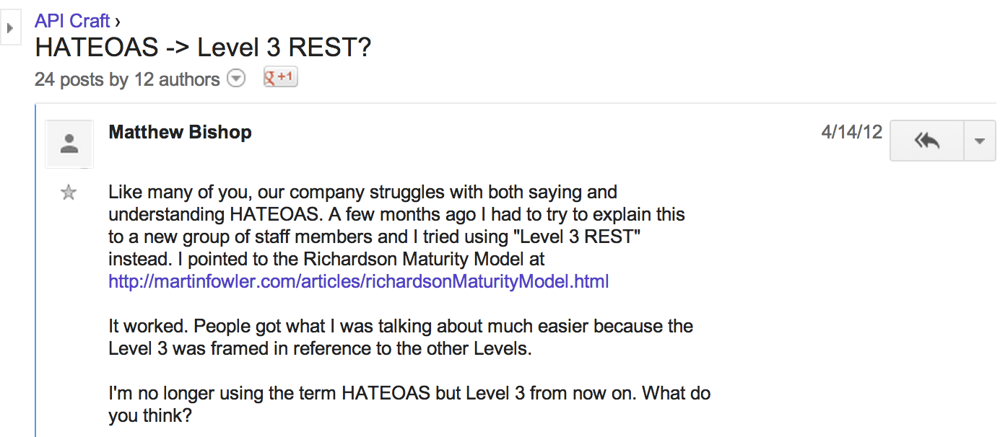 API Craft ›
HATEOAS -> Level 3 REST?
24 posts by 12 authors
g +1
Matthew Bishop
4/14/12
Like many of you, our company struggles with both saying and
understanding HATEOAS. A few months ago I had to try to explain this
to a new group of staff members and I tried using "Level 3 REST"
instead. I pointed to the Richardson Maturity Model at
http://martinfowler.com/articles/richardsonMaturityModel.html
It worked. People got what I was talking about much easier because the
Level 3 was framed in reference to the other Levels.
I'm no longer using the term HATEOAS but Level 3 from now on. What do
you think?